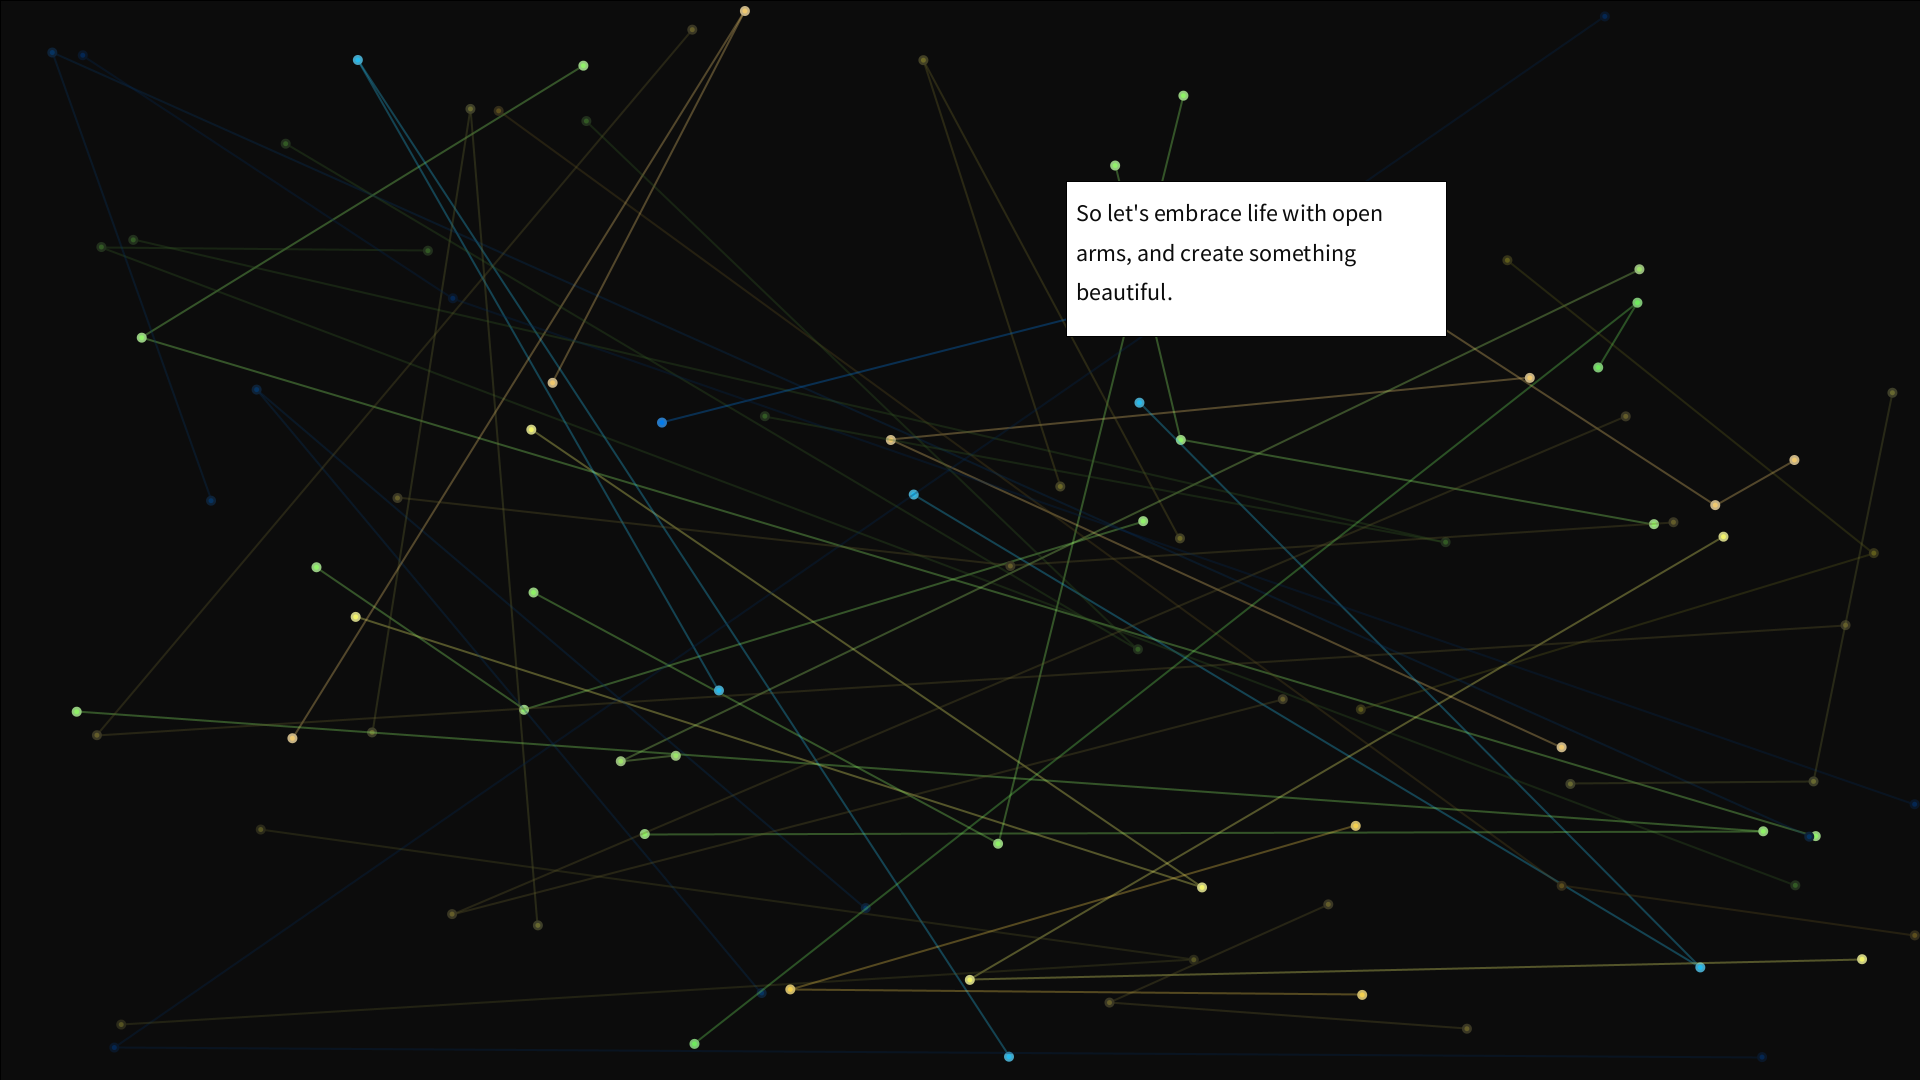 So let's embrace life with open
arms, and create something
beautiful.